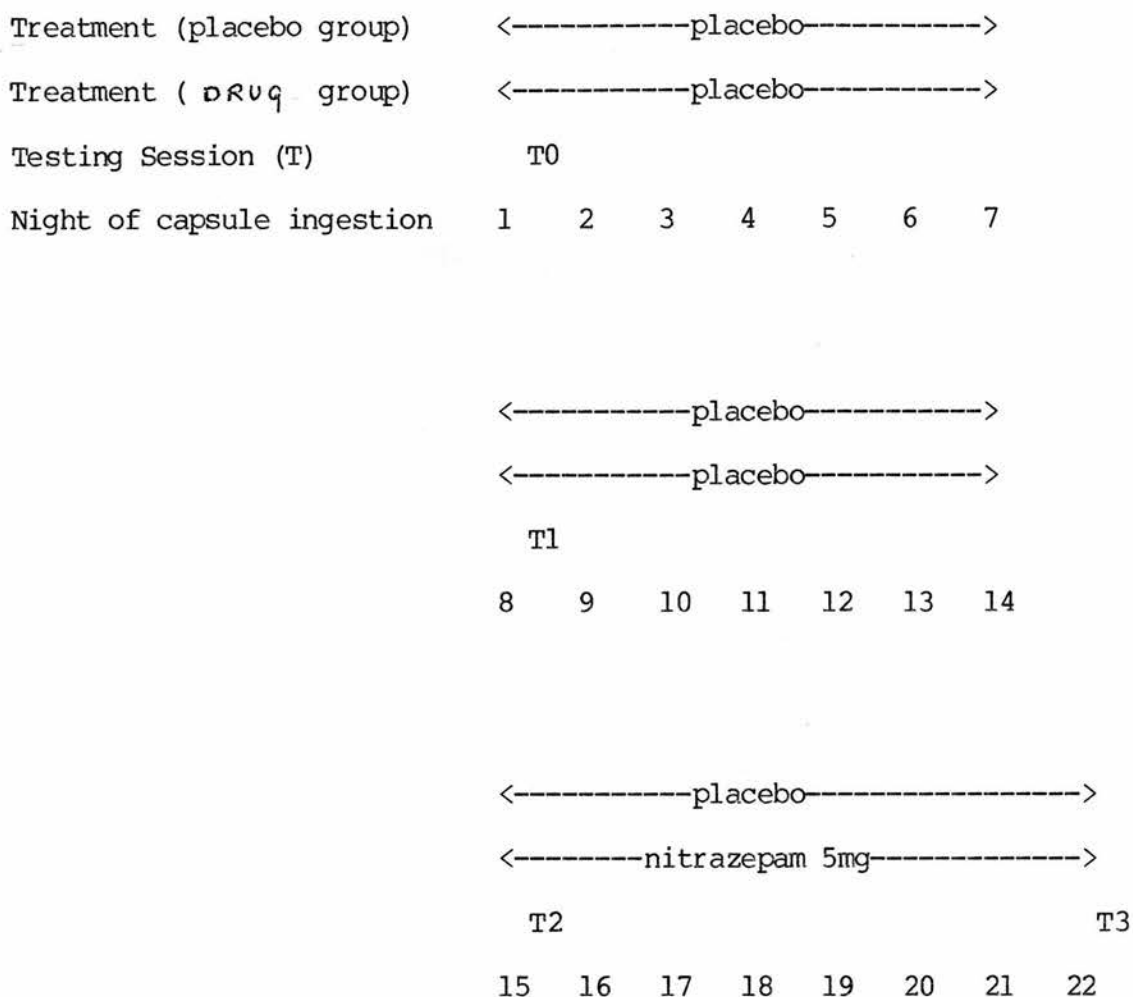 Treatment (placebo group) <-----------placebo----------->
Treatment ( DRUG group) <-----------placebo----------->
Testing Session (T) T0
Night of capsule ingestion 1 2 3 4 5 6 7
<-----------placebo----------->
<-----------placebo----------->
T1
8 9 10 11 12 13 14
<-----------placebo----------------->
<--------nitrazepam 5mg------------->
T2 T3
15 16 17 18 19 20 21 22